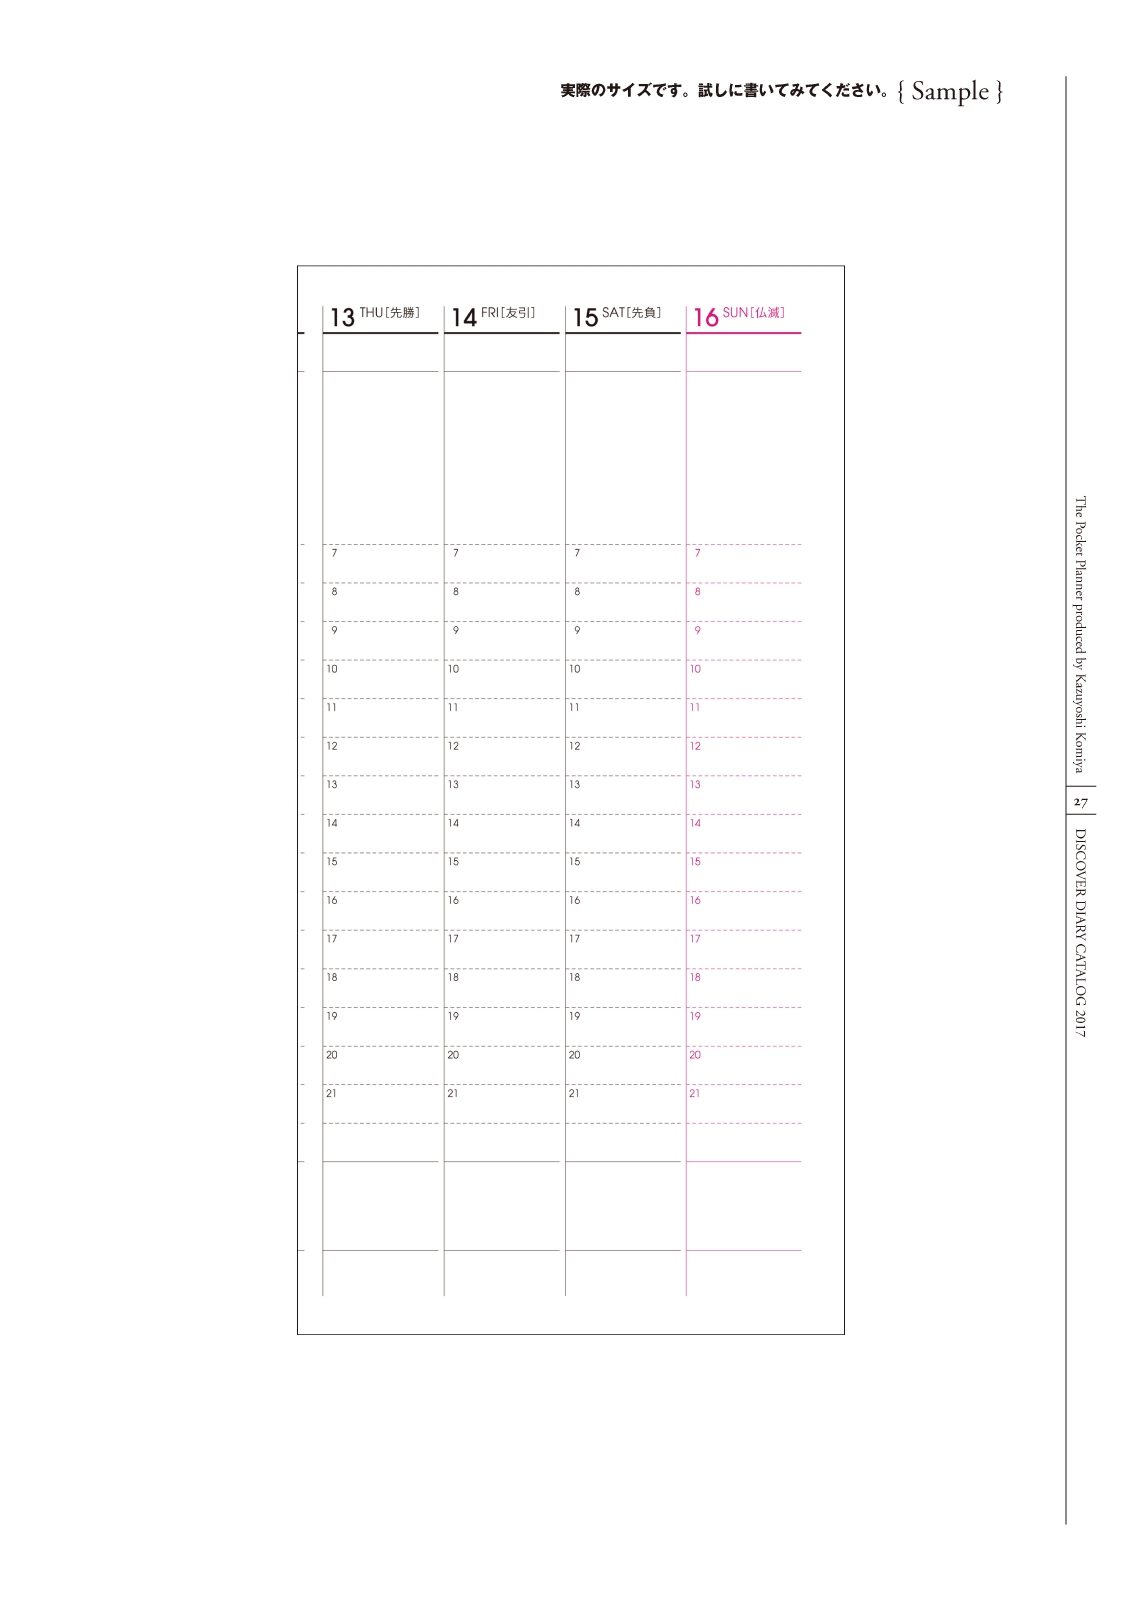 実際のサイズです。試しに書いてみてください。{ Sample }
13 THU[先勝] 14 FRI[友引] 15 SAT[先負] 16 SUN[仏滅]
7 7 7 7
8 8 8 8
9 9 9 9
10 10 10 10
11 11 11 11
12 12 12 12
13 13 13 13
14 14 14 14
15 15 15 15
16 16 16 16
17 17 17 17
18 18 18 18
19 19 19 19
20 20 20 20
21 21 21 21
The Pocket Planner produced by Kazuyoshi Komiya
27
DISCOVER DIARY CATALOG 2017